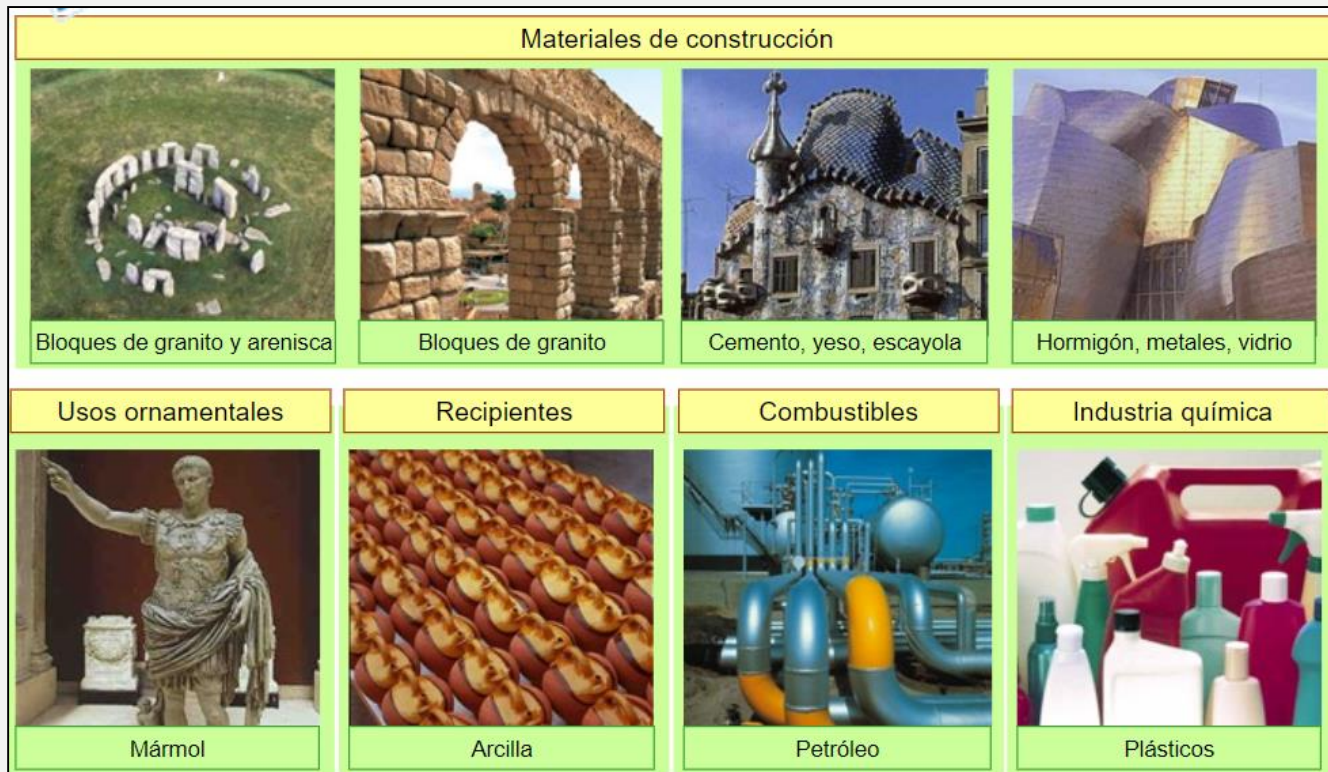 Materiales de construcción
Bloques de granito y arenisca
Bloques de granito
Cemento, yeso, escayola
Hormigón, metales, vidrio
Usos ornamentales
Recipientes
Combustibles
Industria química
Mármol
Arcilla
Petróleo
Plásticos